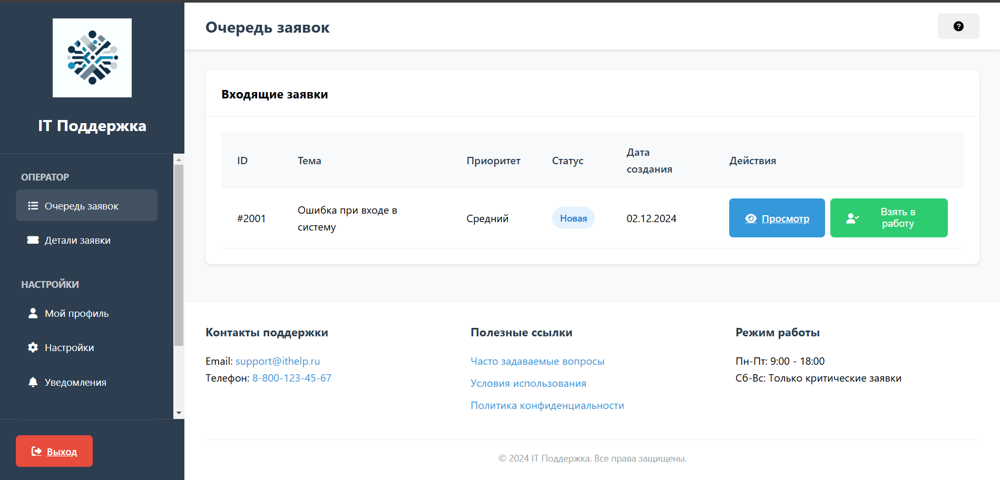 IT Поддержка
ОПЕРАТОР
Очередь заявок
Детали заявки
НАСТРОЙКИ
Мой профиль
Настройки
Уведомления
Выход
Очередь заявок
Входящие заявки
ID Тема Приоритет Статус Дата создания Действия
#2001 Ошибка при входе в систему Средний Новая 02.12.2024 Просмотр Взять в работу
Контакты поддержки
Email: support@ithelp.ru
Телефон: 8-800-123-45-67
Полезные ссылки
Часто задаваемые вопросы
Условия использования
Политика конфиденциальности
Режим работы
Пн-Пт: 9:00 - 18:00
Сб-Вс: Только критические заявки
© 2024 IT Поддержка. Все права защищены.